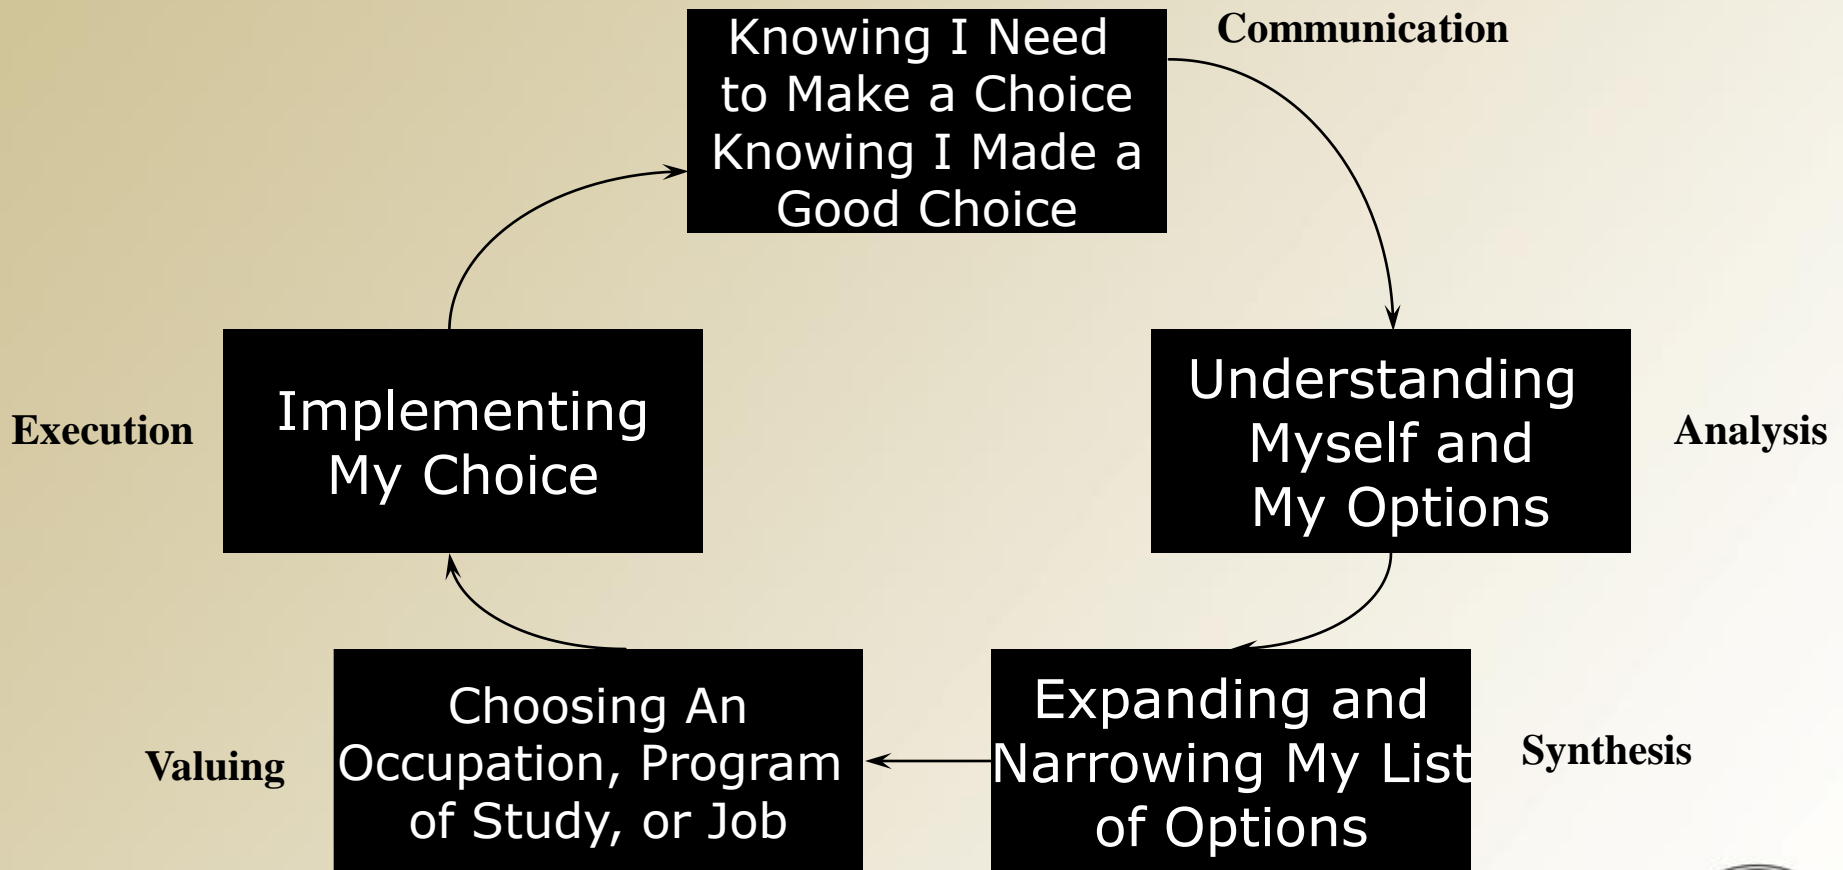 Knowing I Need
to Make a Choice
Knowing I Made a
Good Choice
Communication
Understanding
Myself and
My Options
Analysis
Expanding and
Narrowing My List
of Options
Synthesis
Choosing An
Occupation, Program
of Study, or Job
Valuing
Implementing
My Choice
Execution